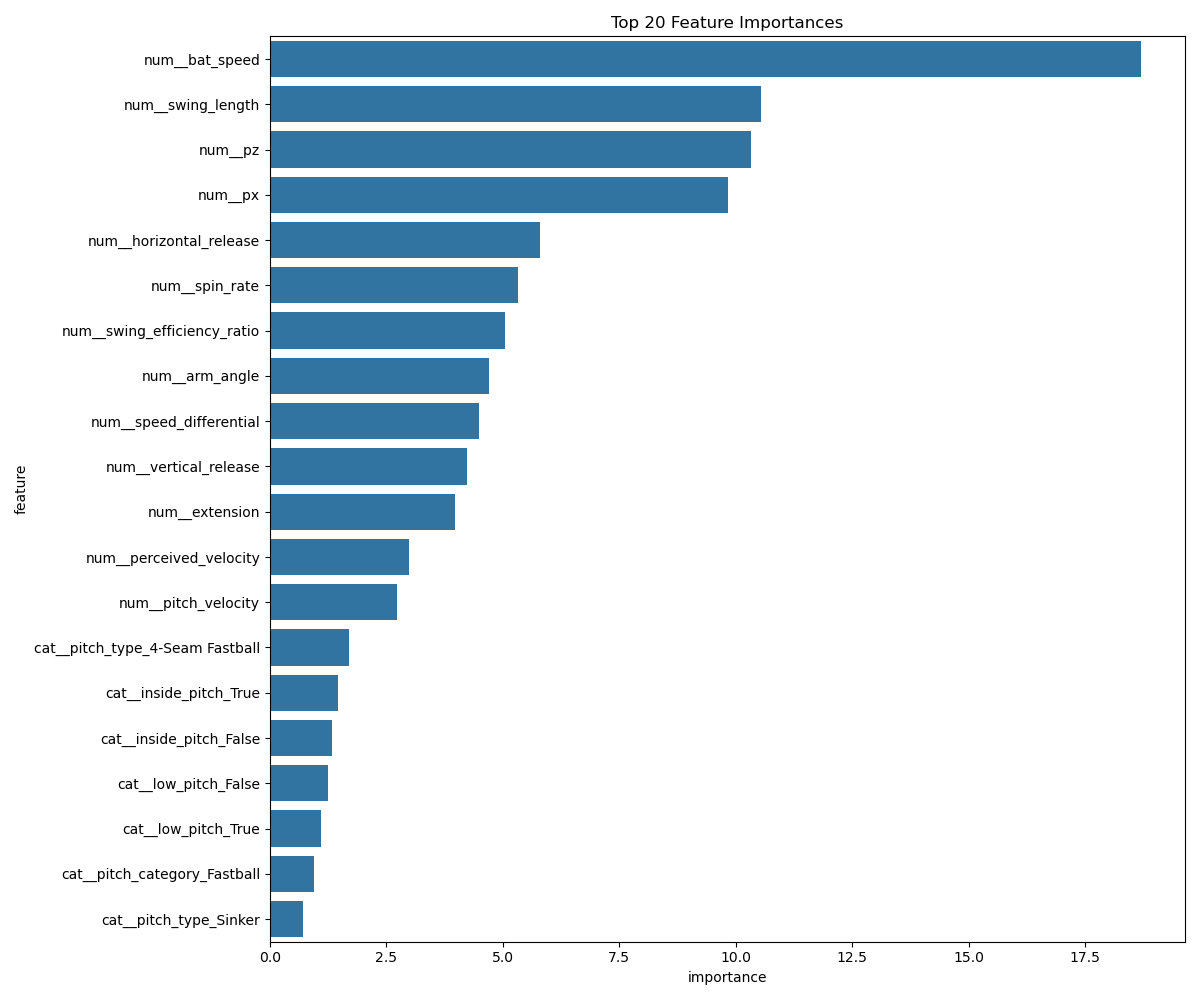 Top 20 Feature Importances
num__bat_speed
num__swing_length
num__pz
num__px
num__horizontal_release
num__spin_rate
num__swing_efficiency_ratio
num__arm_angle
num__speed_differential
num__vertical_release
num__extension
num__perceived_velocity
num__pitch_velocity
cat__pitch_type_4-Seam Fastball
cat__inside_pitch_True
cat__inside_pitch_False
cat__low_pitch_False
cat__low_pitch_True
cat__pitch_category_Fastball
cat__pitch_type_Sinker
feature
0.0 2.5 5.0 7.5 10.0 12.5 15.0 17.5
importance